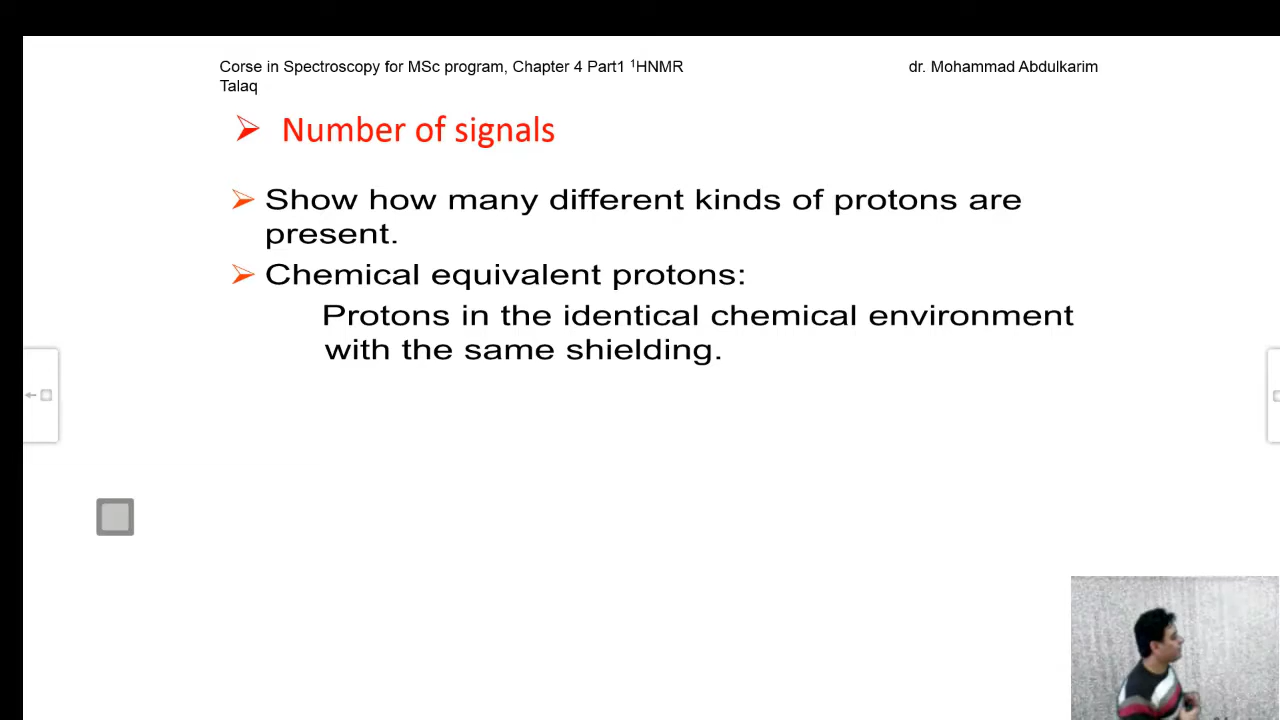 Corse in Spectroscopy for MSc program, Chapter 4 Part1 ¹HNMR dr. Mohammad Abdulkarim
Talaq
Number of signals
Show how many different kinds of protons are
present.
Chemical equivalent protons:
Protons in the identical chemical environment
with the same shielding.